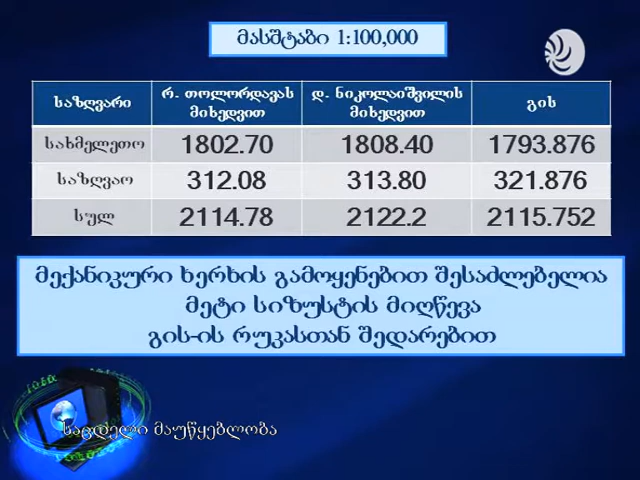 მასშტაბი 1:100,000
საზღვარი	რ. თოლორდავას მიხედვით	დ. ნიკოლაიშვილის მიხედვით	გის
სახმელეთო	1802.70	1808.40	1793.876
საზღვაო	312.08	313.80	321.876
სულ	2114.78	2122.2	2115.752
მექანიკური ხერხის გამოყენებით შესაძლებელია
მეტი სიზუსტის მიღწევა
გის-ის რუკასთან შედარებით
საცდელი მაუწყებლობა